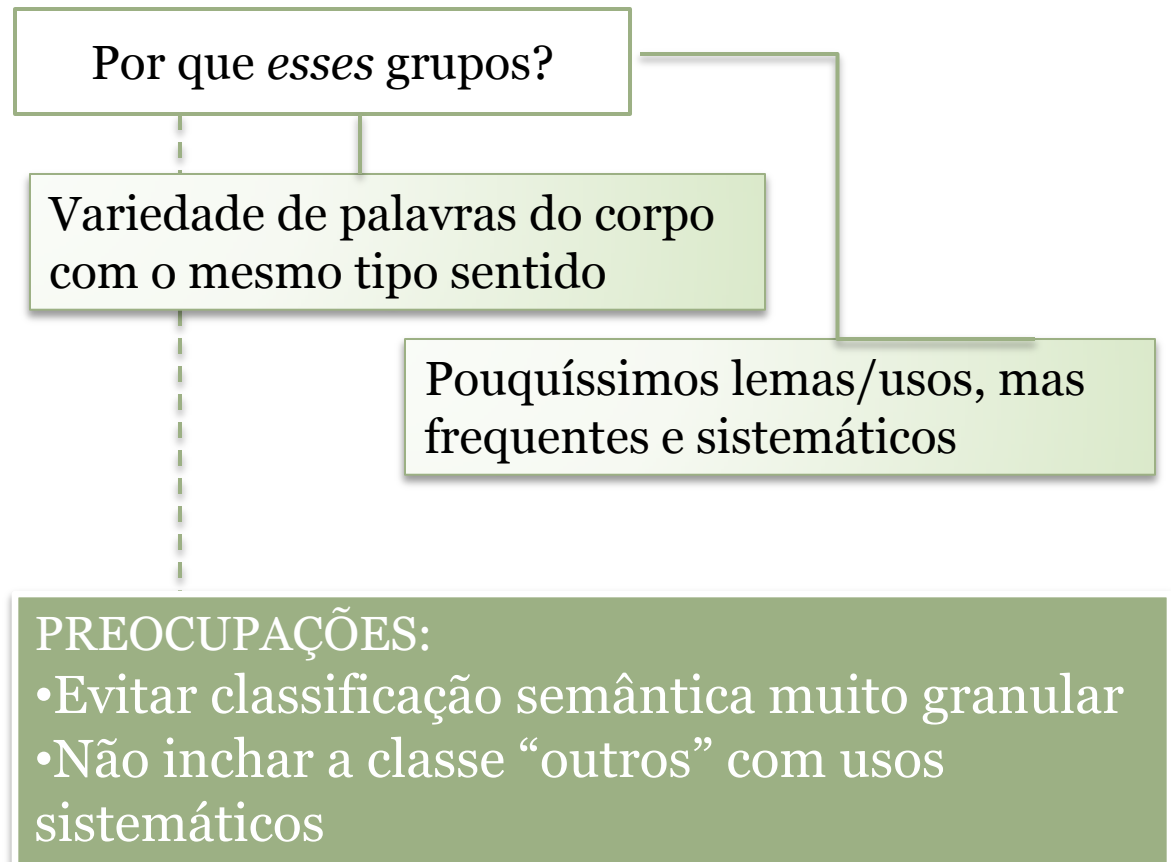 Por que esses grupos?
Variedade de palavras do corpo
com o mesmo tipo sentido
Pouquíssimos lemas/usos, mas
frequentes e sistemáticos
PREOCUPAÇÕES:
•Evitar classificação semântica muito granular
•Não inchar a classe “outros” com usos
sistemáticos